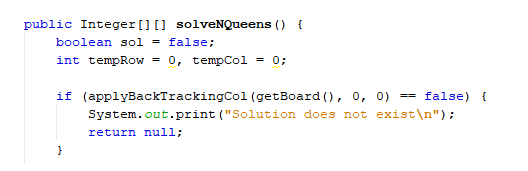 public Integer[][] solveNQueens() {
    boolean sol = false;
    int tempRow = 0, tempCol = 0;

    if (applyBackTrackingCol(getBoard(), 0, 0) == false) {
        System.out.print("Solution does not exist\n");
        return null;
    }